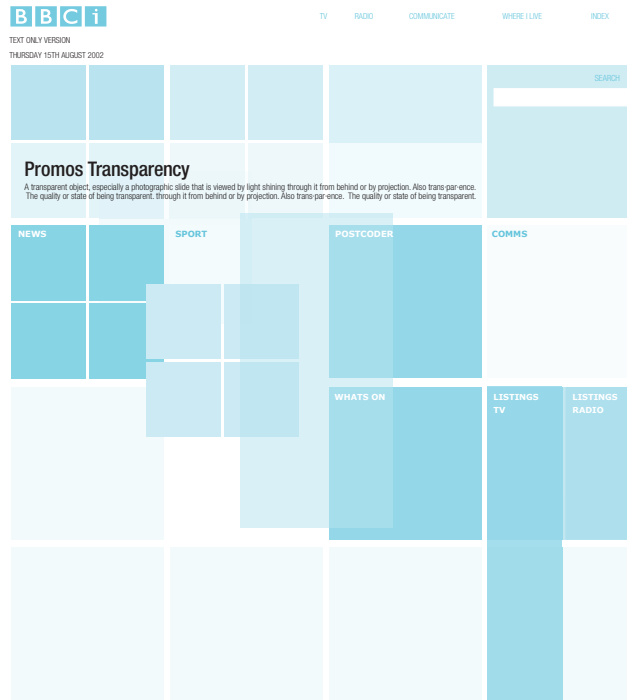 BBCi
TV RADIO COMMUNICATE WHERE I LIVE INDEX
TEXT ONLY VERSION
THURSDAY 15TH AUGUST 2002
SEARCH
Promos Transparency
A transparent object, especially a photographic slide that is viewed by light shining through it from behind or by projection. Also trans·par·ence.
The quality or state of being transparent. through it from behind or by projection. Also trans·par·ence. The quality or state of being transparent.
NEWS SPORT POSTCODER COMMS
WHATS ON LISTINGS LISTINGS
TV RADIO